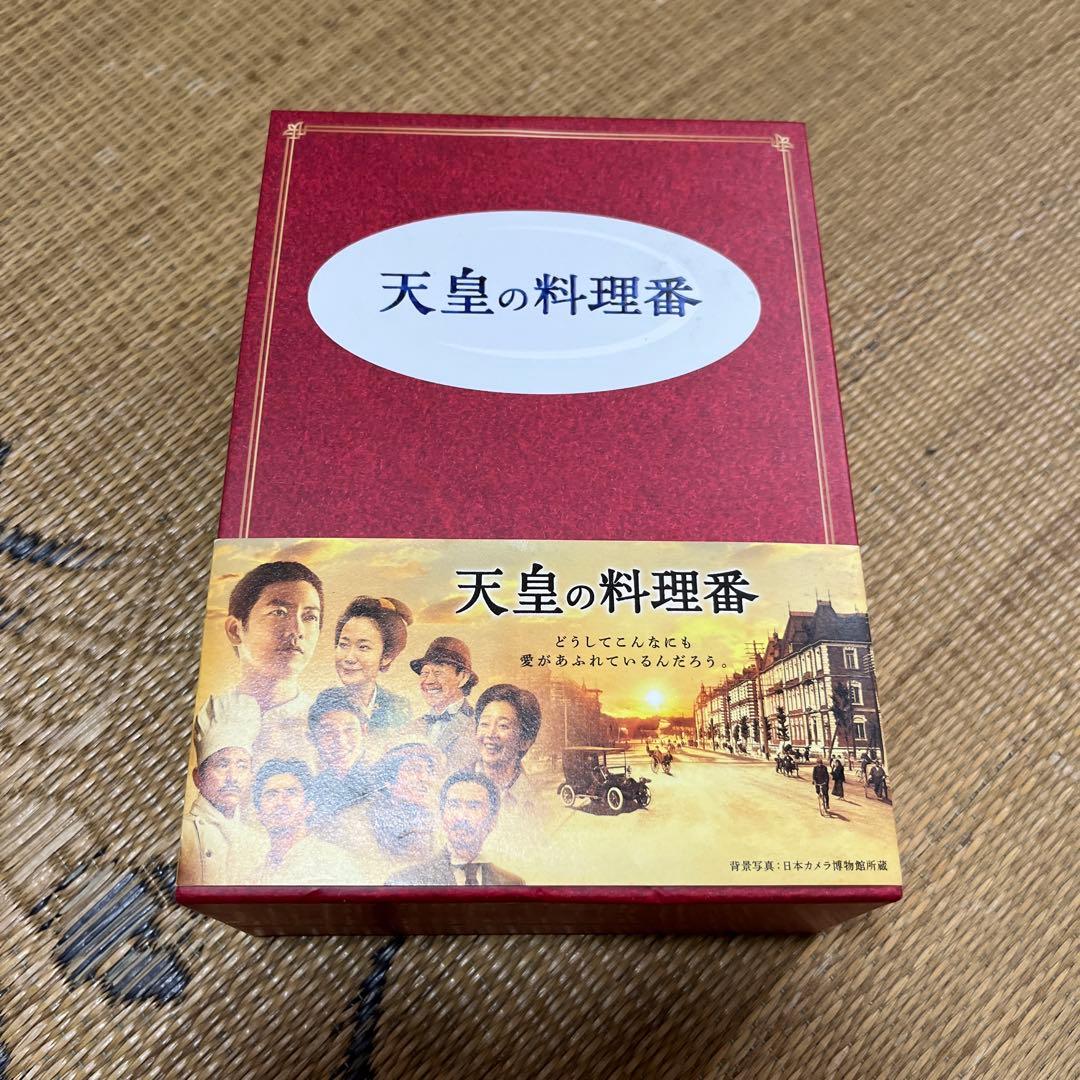 天皇の料理番
天皇の料理番
どうしてこんなにも
愛があふれているんだろう。
背景写真：日本カメラ博物館所蔵